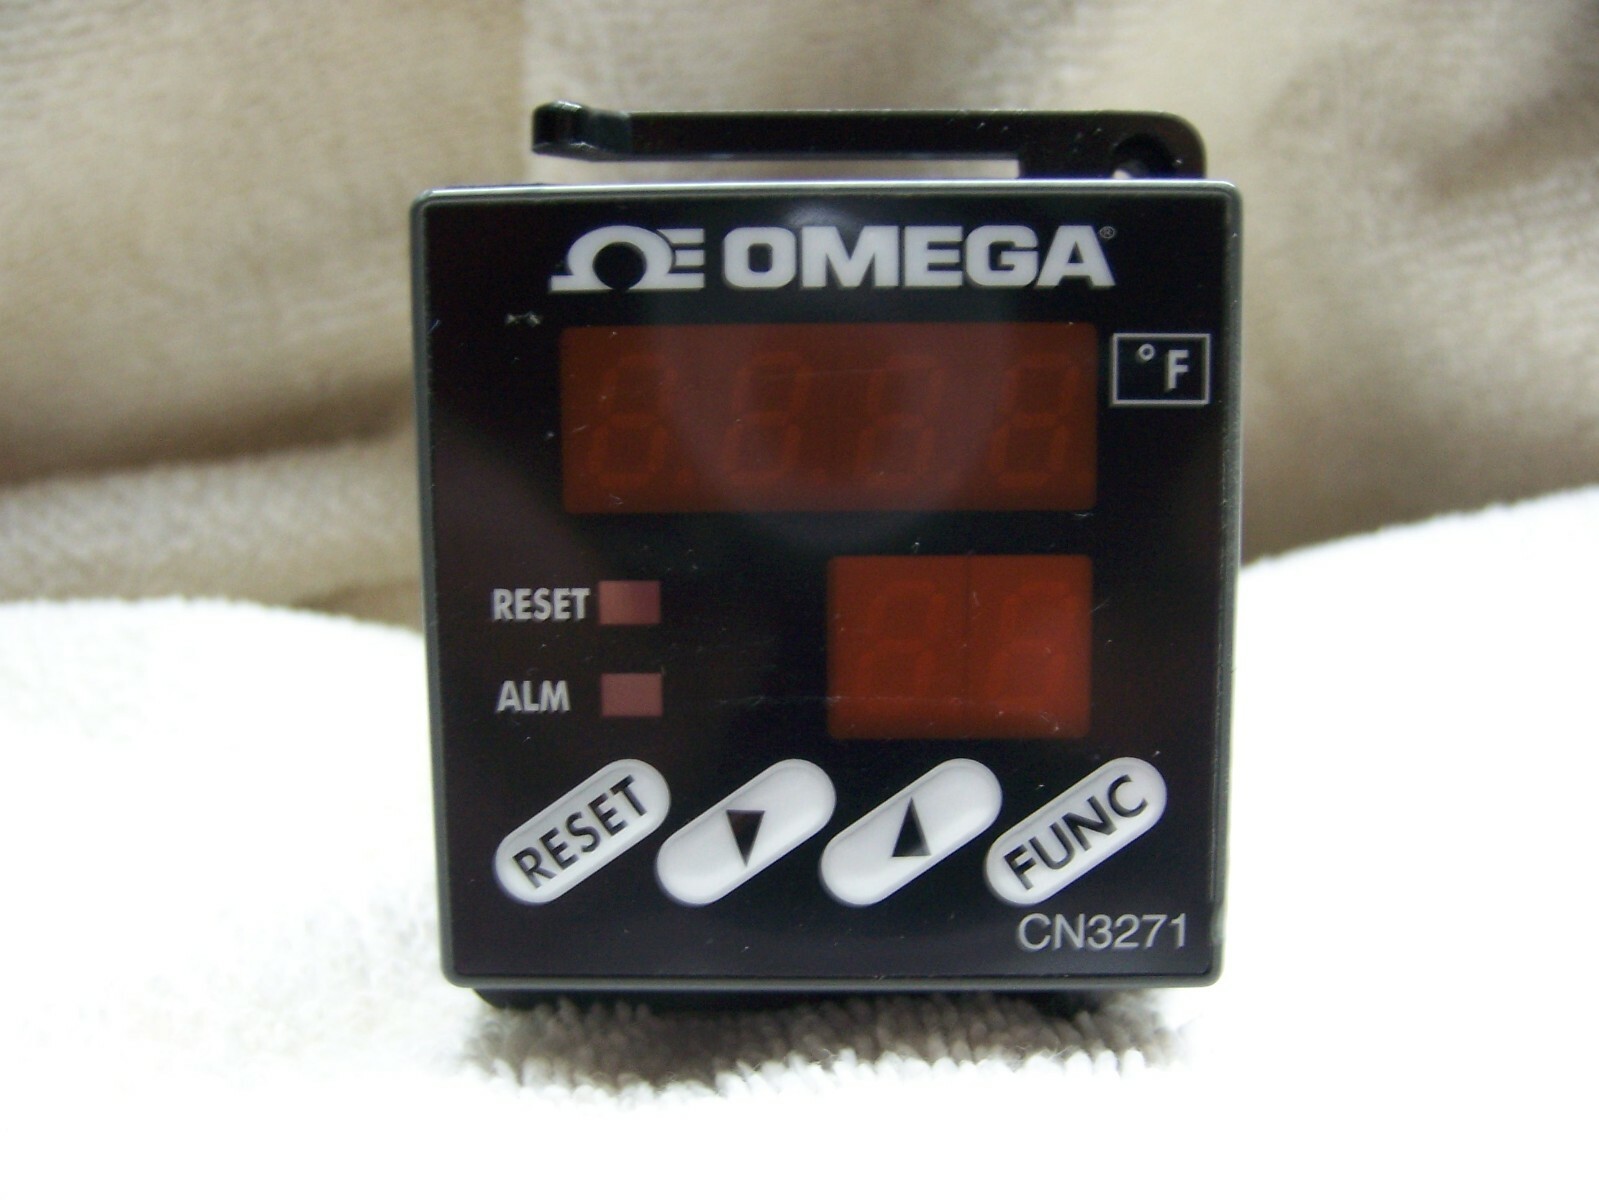 OMEGA®
°F
RESET
ALM
RESET
FUNC
CN3271